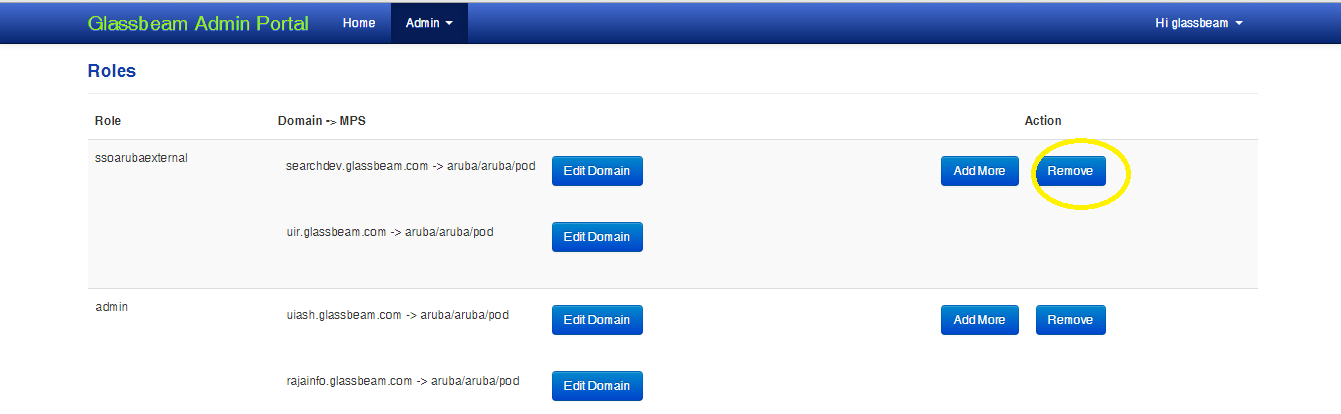 Glassbeam Admin Portal Home Admin Hi glassbeam
Roles
Role Domain -> MPS Action
ssoarubaexternal searchdev.glassbeam.com -> aruba/aruba/pod Edit Domain Add More Remove
uir.glassbeam.com -> aruba/aruba/pod Edit Domain
admin uiash.glassbeam.com -> aruba/aruba/pod Edit Domain Add More Remove
rajainfo.glassbeam.com -> aruba/aruba/pod Edit Domain